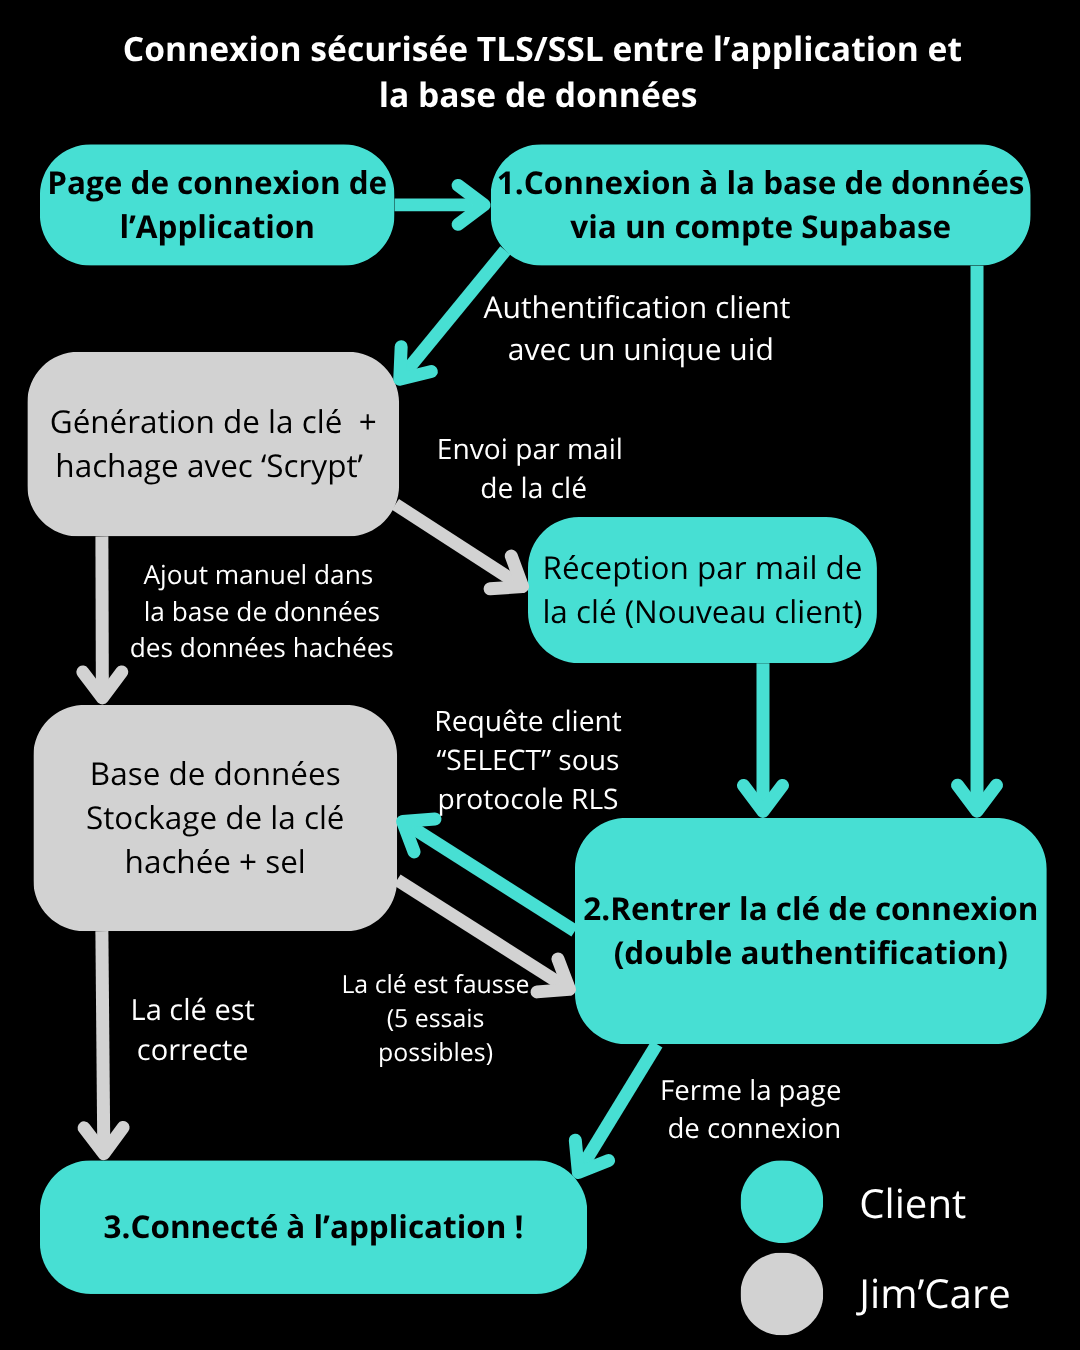 Connexion sécurisée TLS/SSL entre l’application et
la base de données
Page de connexion de
l’Application
1.Connexion à la base de données
via un compte Supabase
Authentification client
avec un unique uid
Génération de la clé +
hachage avec ‘Scrypt’
Envoi par mail
de la clé
Réception par mail de
la clé (Nouveau client)
Ajout manuel dans
la base de données
des données hachées
Requête client
“SELECT” sous
protocole RLS
Base de données
Stockage de la clé
hachée + sel
2.Rentrer la clé de connexion
(double authentification)
La clé est fausse
(5 essais
possibles)
La clé est
correcte
Ferme la page
de connexion
3.Connecté à l’application !
Client
Jim’Care